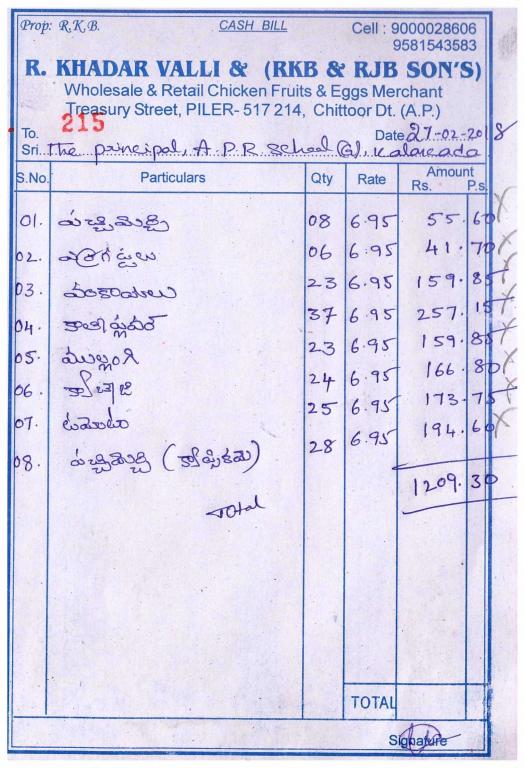 Prop: R.K.B. CASH BILL Cell : 9000028606
9581543583
R. KHADAR VALLI & (RKB & RJB SON'S)
Wholesale & Retail Chicken Fruits & Eggs Merchant
Treasury Street, PILER- 517 214, Chittoor Dt. (A.P.)
To. 215 Date 27-02-2018
Sri. The principal, A.P.R School (G), Kalakada
S.No. Particulars Qty Rate Amount
Rs. P.s.
01. పచ్చిమిర్చి 08 6.95 55.60
02. 06 6.95 41.70
03. వంకాయలు 23 6.95 159.85
04. కాలీఫ్లవర్ 37 6.95 257.15
05. ముల్లంగి 23 6.95 159.85
06. క్యాబేజి 24 6.95 166.80
07. టమోటా 25 6.95 173.75
08. పచ్చిమిర్చి (క్యాప్సికమ్) 28 6.95 194.60
Total 1209.30
TOTAL
Signature